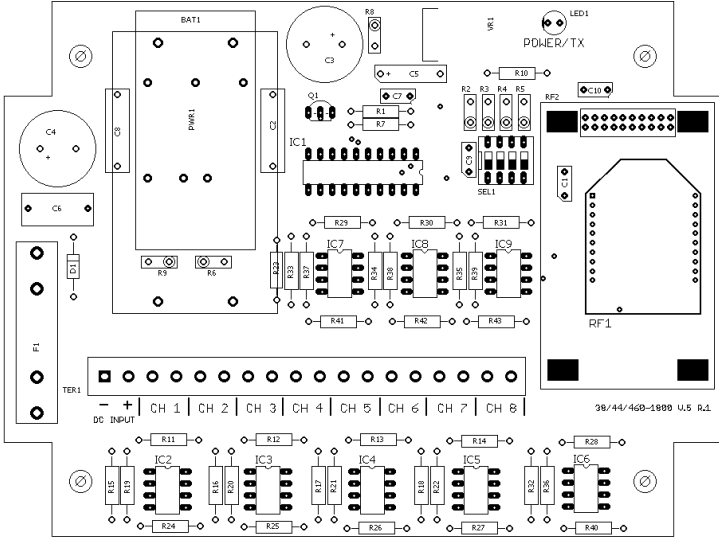 BAT1
R8
VR1
LED1
POWER/TX
C3
C5
R10
C10
C7
R2 R3 R4 R5
RF2
Q1
R1
R7
C4
C8
PWR1
C2
IC1
C9
SEL1
C1
C6
R29
R30
R31
IC7
IC8
IC9
D1
R9
R6
R23
R33
R37
R34
R38
R35
R39
F1
R41
R42
R43
RF1
TER1
- + CH 1 CH 2 CH 3 CH 4 CH 5 CH 6 CH 7 CH 8
DC INPUT
38/44/460-1800 V.5 R.1
R11
R12
R13
R14
R28
IC2
IC3
IC4
IC5
IC6
R15
R19
R16
R20
R17
R21
R18
R22
R32
R36
R24
R25
R26
R27
R40